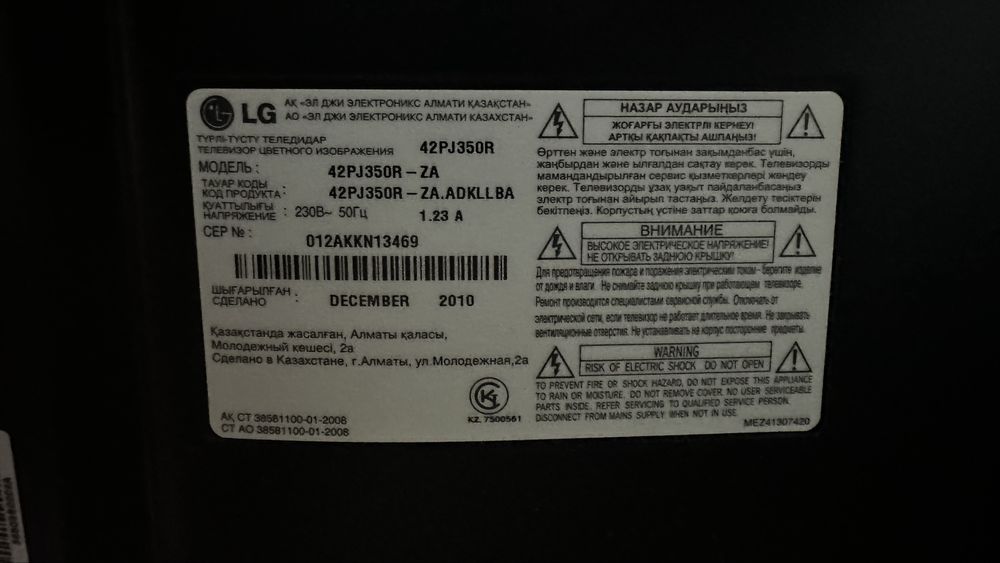 LG
АҚ «ЭЛ ДЖИ ЭЛЕКТРОНИКС АЛМАТИ ҚАЗАҚСТАН»
АО «ЭЛ ДЖИ ЭЛЕКТРОНИКС АЛМАТИ КАЗАХСТАН»
ТҮРЛІ-ТҮСТҮ ТЕЛЕДИДАР
ТЕЛЕВИЗОР ЦВЕТНОГО ИЗОБРАЖЕНИЯ 42PJ350R
МОДЕЛЬ : 42PJ350R-ZA
ТАУАР КОДЫ
КОД ПРОДУКТА : 42PJ350R-ZA.ADKLLBA
ҚУАТТЫЛЫҒЫ
НАПРЯЖЕНИЕ : 230В~ 50Гц 1.23 A
СЕР № : 012AKKN13469
ШЫҒАРЫЛҒАН :
СДЕЛАНО DECEMBER 2010
Қазақстанда жасалған, Алматы қаласы,
Молодежный көшесі, 2а
Сделано в Казахстане, г.Алматы, ул.Молодежная,2а
KZ. 7500561
АҚ СТ 38581100-01-2008
СТ АО 38581100-01-2008
НАЗАР АУДАРЫҢЫЗ
ЖОҒАРҒЫ ЭЛЕКТРЛІ КЕРНЕУ!
АРТҚЫ ҚАҚПАҚТЫ АШПАҢЫЗ!
Өрттен және электр тоғынан зақымданбас үшін,
жаңбырдан және ылғалдан сақтау керек. Телевизорды
мамандандырылған сервис қызметкерлері жөндеу
керек. Телевизорды ұзақ уақыт пайдаланбасаңыз
электр тоғынан айырып тастаңыз. Желдету тесіктерін
бекітпеңіз. Корпустың үстіне заттар қоюға болмайды.
ВНИМАНИЕ
ВЫСОКОЕ ЭЛЕКТРИЧЕСКОЕ НАПРЯЖЕНИЕ!
НЕ ОТКРЫВАТЬ ЗАДНЮЮ КРЫШКУ!
Для предотвращения пожара и поражения электрическим током - берегите изделие
от дождя и влаги. Не снимайте заднюю крышку при работающем телевизоре.
Ремонт производится специалистами сервисной службы. Отключать от
электрической сети, если телевизор не работает длительное время. Не закрывать
вентиляционные отверстия. Не устанавливать на корпус посторонние предметы.
WARNING
RISK OF ELECTRIC SHOCK DO NOT OPEN
TO PREVENT FIRE OR SHOCK HAZARD, DO NOT EXPOSE THIS APPLIANCE
TO RAIN OR MOISTURE. DO NOT REMOVE COVER. NO USER SERVICEABLE
PARTS INSIDE. REFER SERVICING TO QUALIFIED SERVICE PERSON.
DISCONNECT FROM MAINS SUPPLY WHEN NOT IN USE.
MEZ41307420